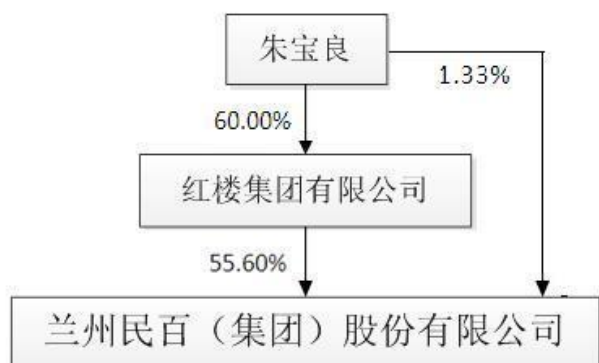 朱宝良
1.33%
60.00%
红楼集团有限公司
55.60%
兰州民百（集团）股份有限公司